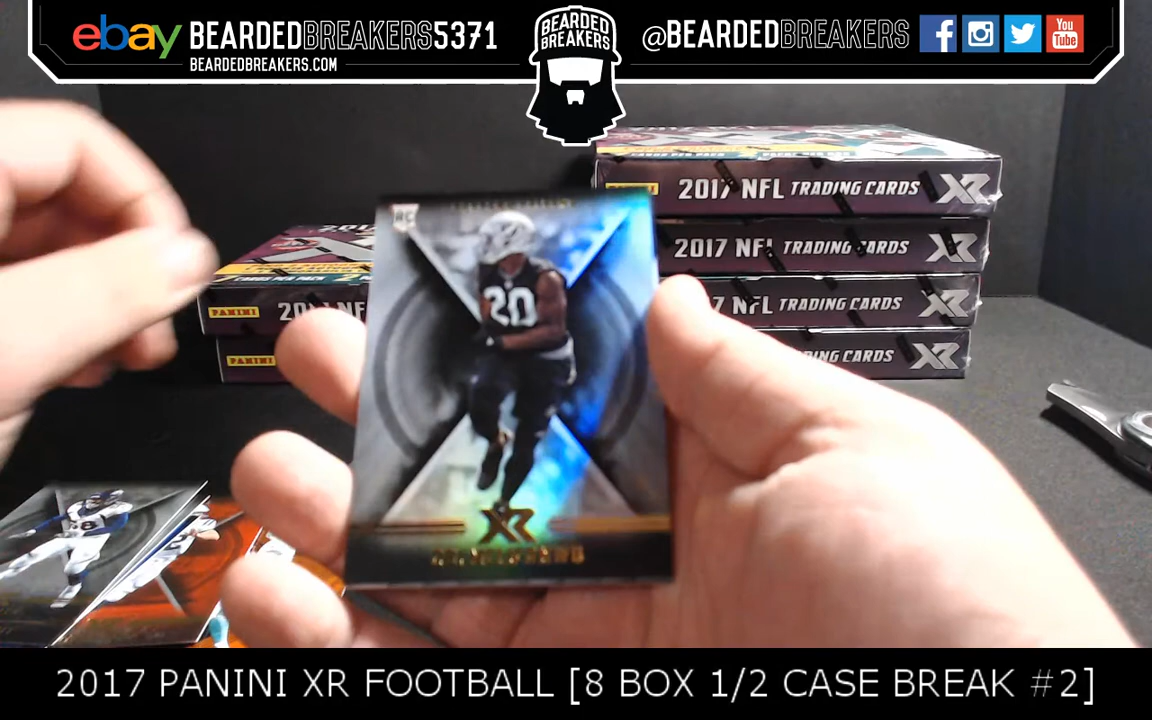 ebay BEARDEDBREAKERS5371
BEARDEDBREAKERS.COM
BEARDED
BREAKERS
@BEARDEDBREAKERS
f
You
Tube
2017 NFL TRADING CARDS XR
2017 NFL TRADING CARDS XR
NFL TRADING CARDS XR
CARDS XR
PANINI
PANINI
RC
20
XR
2017 PANINI XR FOOTBALL [8 BOX 1/2 CASE BREAK #2]